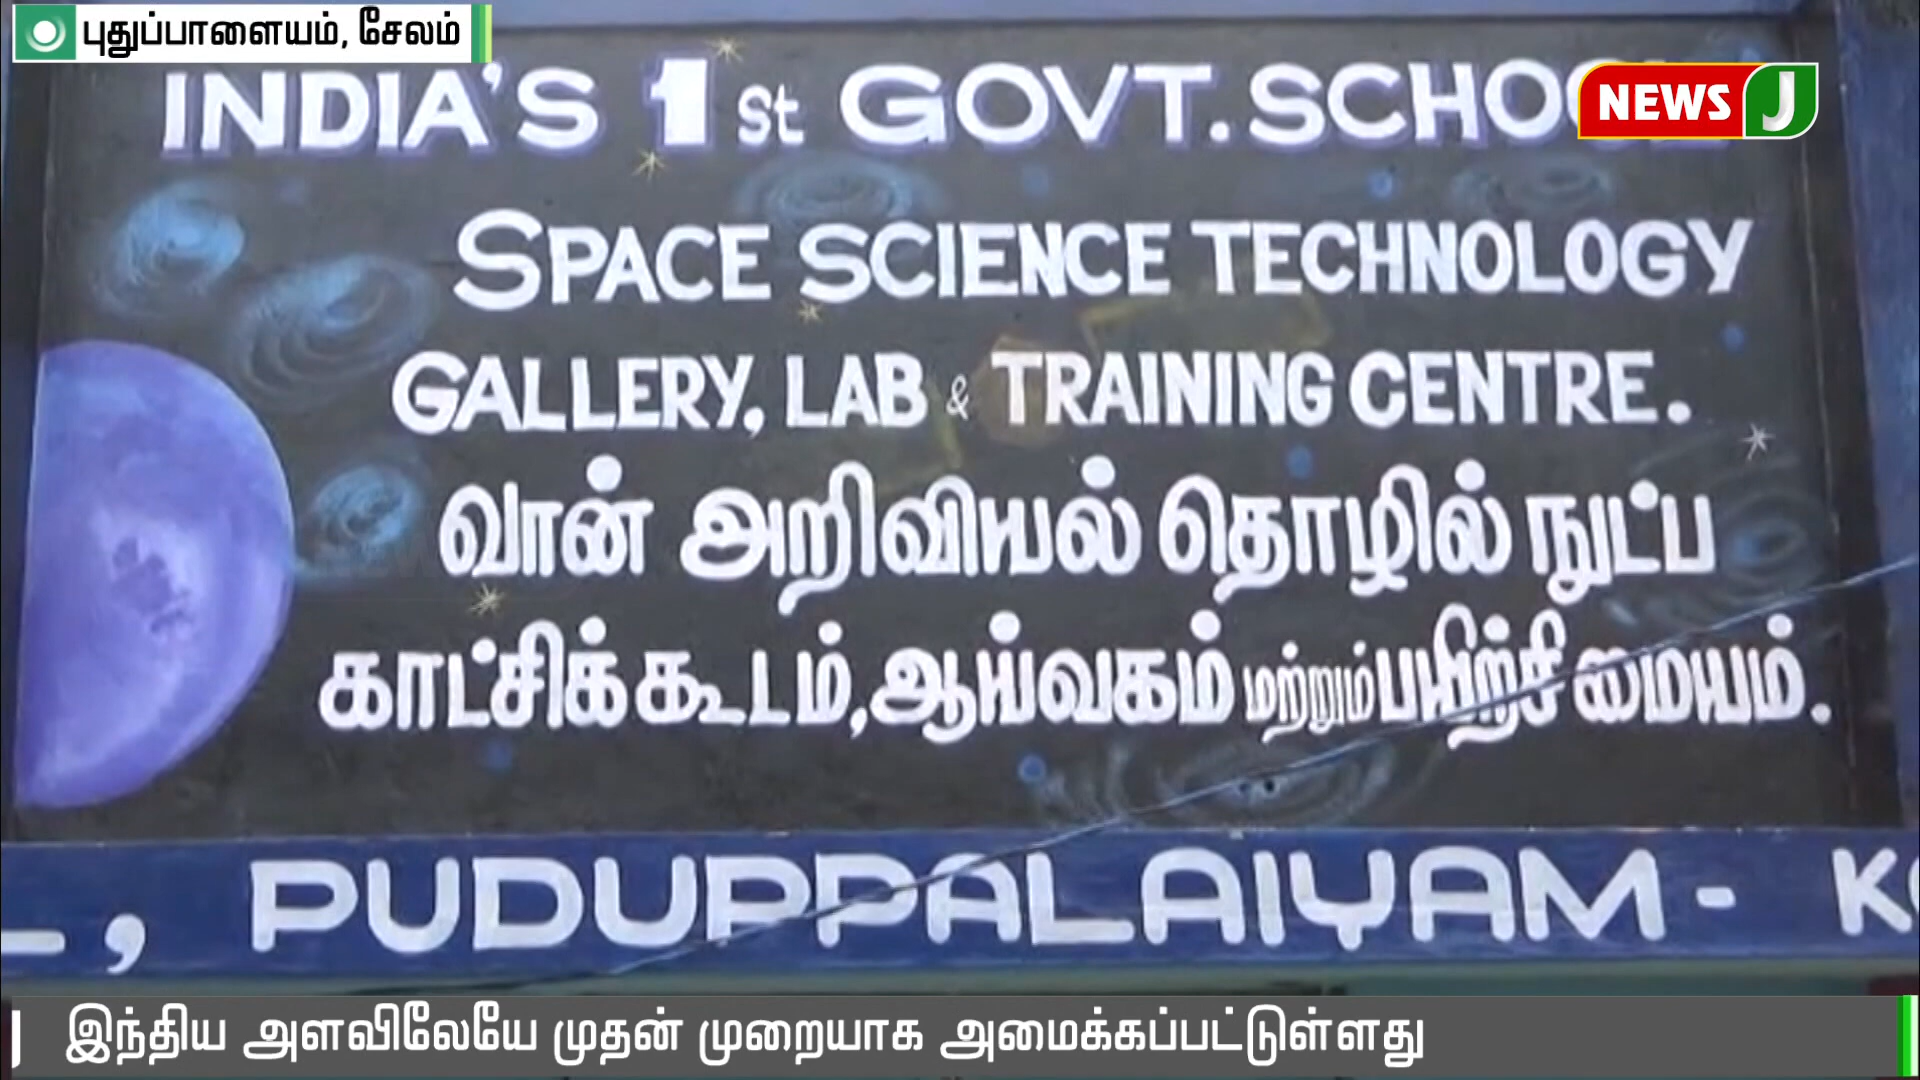 புதுப்பாளையம், சேலம்
INDIA'S 1st GOVT. SCHOOL
NEWS J
SPACE SCIENCE TECHNOLOGY
GALLERY, LAB & TRAINING CENTRE.
வான் அறிவியல் தொழில் நுட்ப
காட்சிக்கூடம், ஆய்வகம் மற்றும் பயிற்சி மையம்.
, PUDUPPALAIYAM -
இந்திய அளவிலேயே முதன் முறையாக அமைக்கப்பட்டுள்ளது